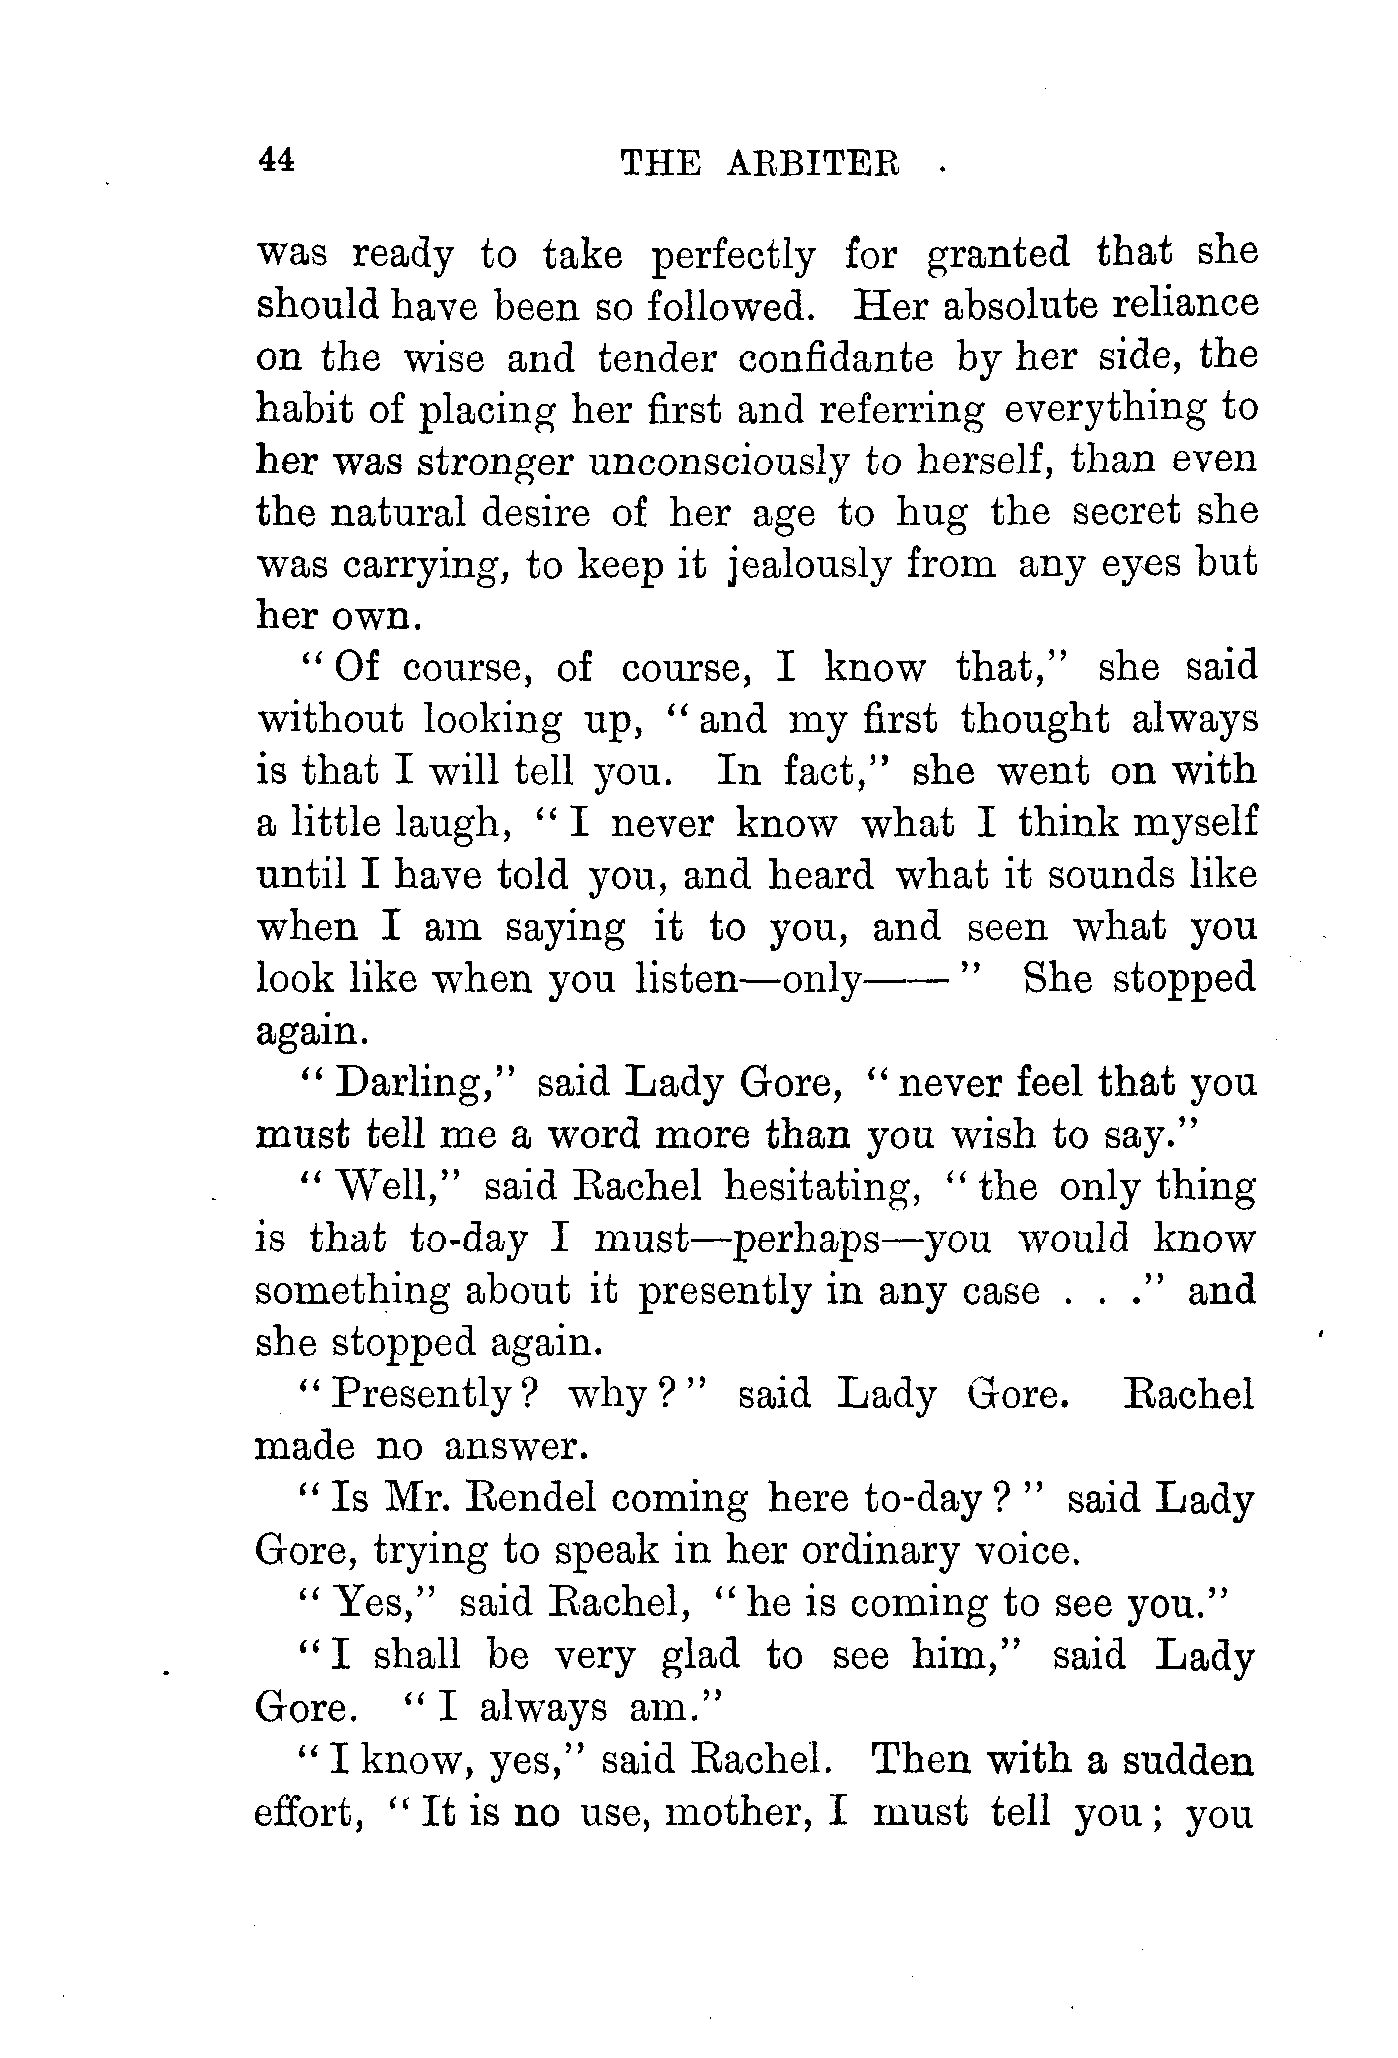 44 THE ARBITER
was ready to take perfectly for granted that she
should have been so followed. Her absolute reliance
on the wise and tender confidante by her side, the
habit of placing her first and referring everything to
her was stronger unconsciously to herself, than even
the natural desire of her age to hug the secret she
was carrying, to keep it jealously from any eyes but
her own.
“Of course, of course, I know that,” she said
without looking up, “and my first thought always
is that I will tell you. In fact,” she went on with
a little laugh, “I never know what I think myself
until I have told you, and heard what it sounds like
when I am saying it to you, and seen what you
look like when you listen—only——” She stopped
again.
“Darling,” said Lady Gore, “never feel that you
must tell me a word more than you wish to say.”
“Well,” said Rachel hesitating, “the only thing
is that to-day I must—perhaps—you would know
something about it presently in any case . . .” and
she stopped again.
“Presently? why?” said Lady Gore. Rachel
made no answer.
“Is Mr. Rendel coming here to-day?” said Lady
Gore, trying to speak in her ordinary voice.
“Yes,” said Rachel, “he is coming to see you.”
“I shall be very glad to see him,” said Lady
Gore. “I always am.”
“I know, yes,” said Rachel. Then with a sudden
effort, “It is no use, mother, I must tell you; you